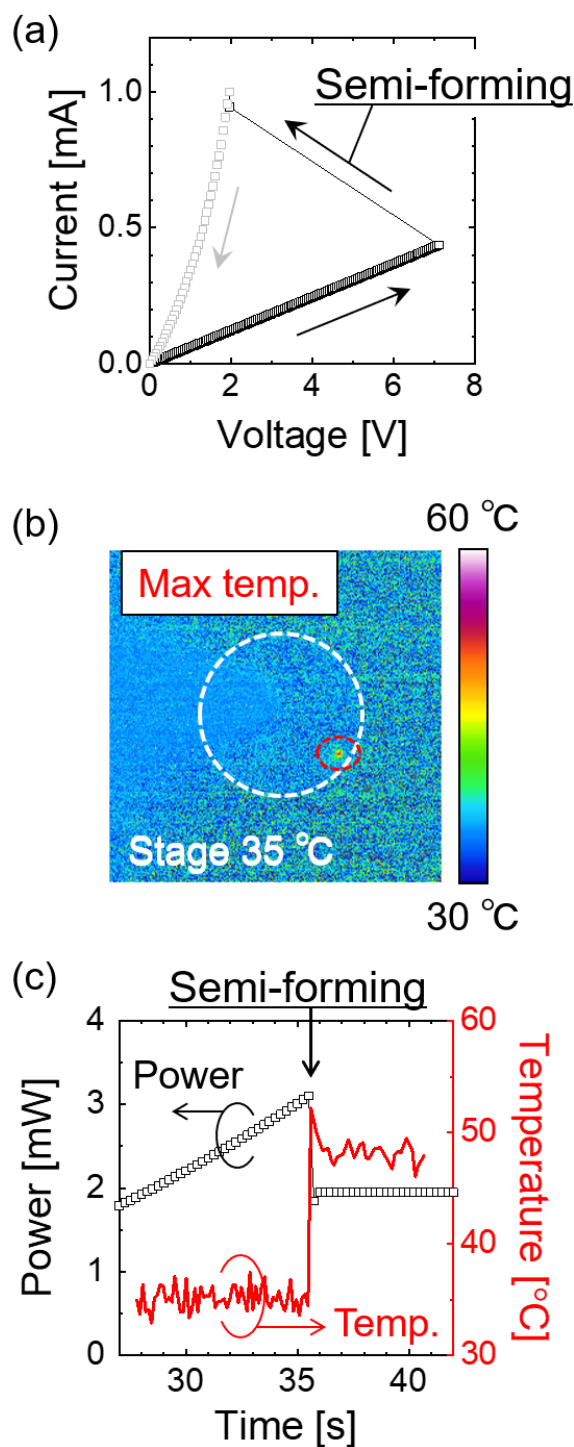 (a)
Semi-forming
1.0
0.5
0.0
Current [mA]
0 2 4 6 8
Voltage [V]
(b)
60 ℃
Max temp.
Stage 35 ℃
30 ℃
(c)
Semi-forming
4
3
2
1
0
Power [mW]
Power
Temp.
60
50
40
30
Temperature [°C]
30 35 40
Time [s]